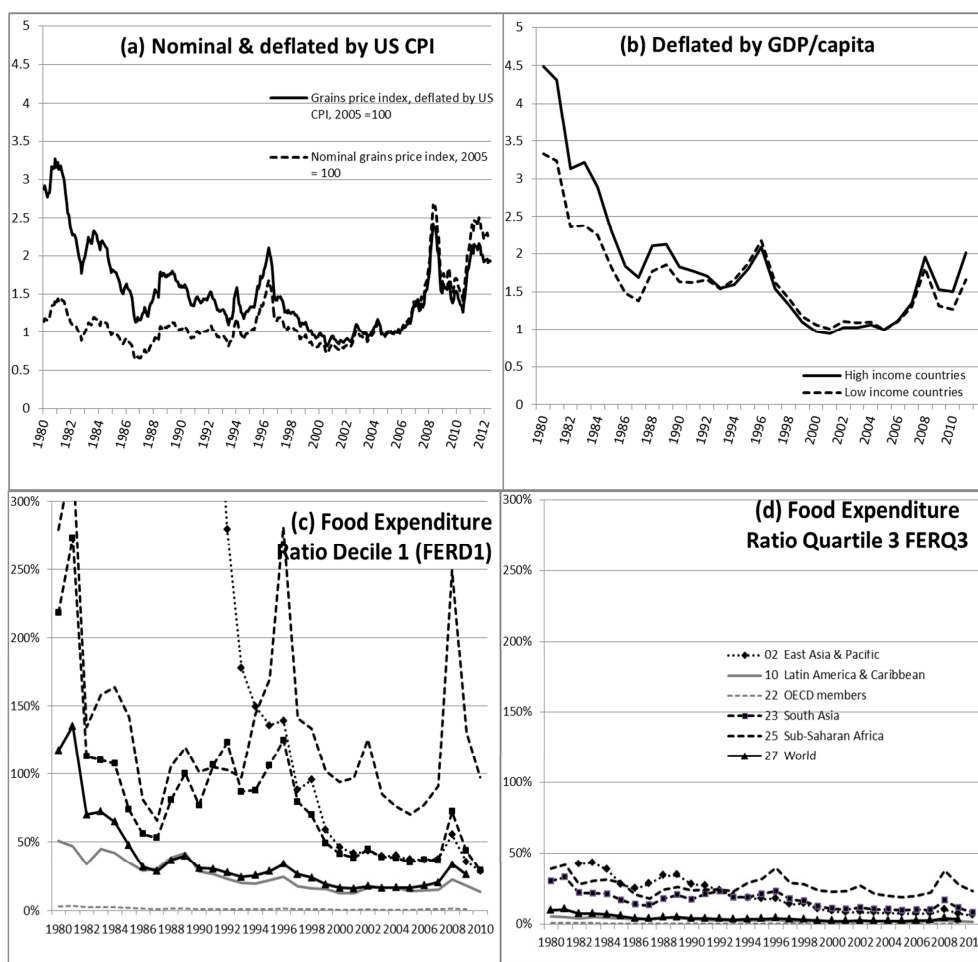 (a) Nominal & deflated by US CPI
5
4.5
4
3.5
3
2.5
2
1.5
1
0.5
0
Grains price index, deflated by US
CPI, 2005 =100
Nominal grains price index, 2005
= 100
1980 1982 1984 1986 1988 1990 1992 1994 1996 1998 2000 2002 2004 2006 2008 2010 2012
(b) Deflated by GDP/capita
5
4.5
4
3.5
3
2.5
2
1.5
1
0.5
0
High income countries
Low income countries
1980 1982 1984 1986 1988 1990 1992 1994 1996 1998 2000 2002 2004 2006 2008 2010
(c) Food Expenditure
Ratio Decile 1 (FERD1)
300%
250%
200%
150%
100%
50%
0%
1980 1982 1984 1986 1988 1990 1992 1994 1996 1998 2000 2002 2004 2006 2008 2010
(d) Food Expenditure
Ratio Quartile 3 FERQ3
300%
250%
200%
150%
100%
50%
0%
02 East Asia & Pacific
10 Latin America & Caribbean
22 OECD members
23 South Asia
25 Sub-Saharan Africa
27 World
1980 1982 1984 1986 1988 1990 1992 1994 1996 1998 2000 2002 2004 2006 2008 201